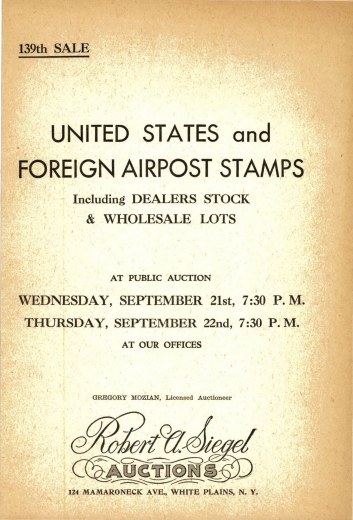 139th SALE
UNITED STATES and
FOREIGN AIRPOST STAMPS
Including DEALERS STOCK
& WHOLESALE LOTS
AT PUBLIC AUCTION
WEDNESDAY, SEPTEMBER 21st, 7:30 P. M.
THURSDAY, SEPTEMBER 22nd, 7:30 P. M.
AT OUR OFFICES
GREGORY MOZIAN, Licensed Auctioneer
Robert A. Siegel
AUCTIONS
124 MAMARONECK AVE., WHITE PLAINS, N. Y.